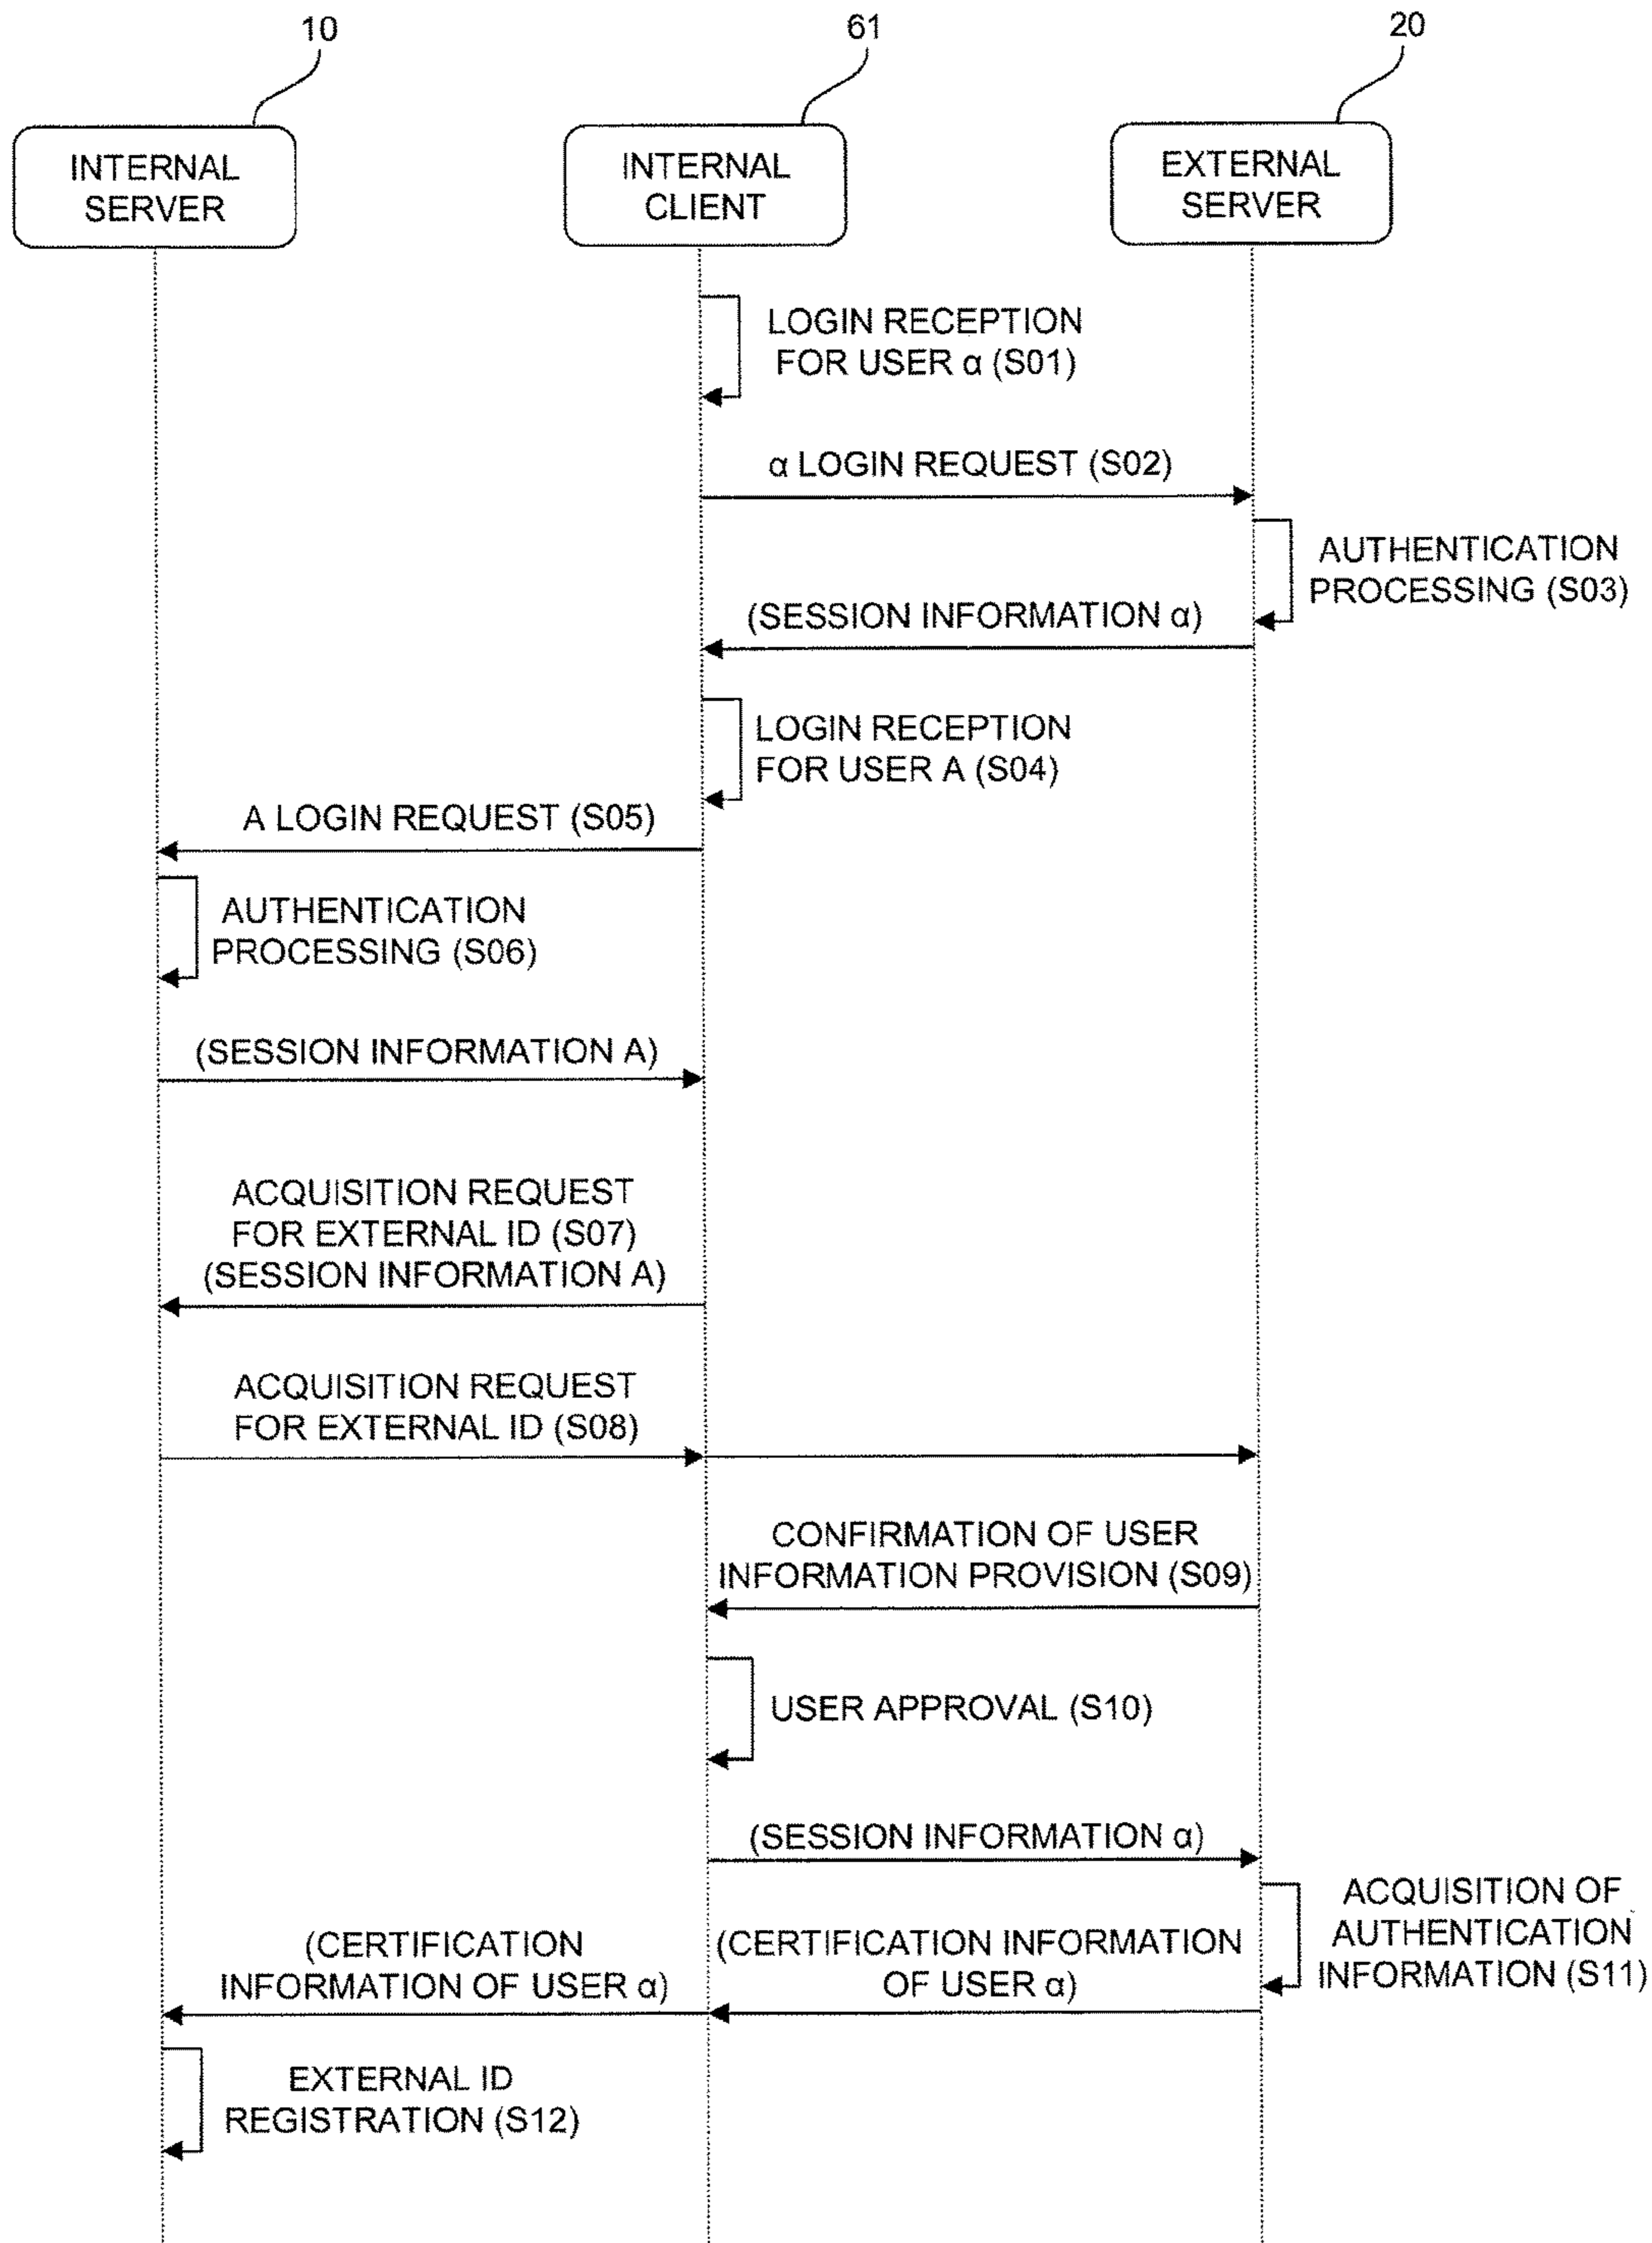 10
61
20
INTERNAL
SERVER
INTERNAL
CLIENT
EXTERNAL
SERVER
LOGIN RECEPTION
FOR USER α (S01)
α LOGIN REQUEST (S02)
AUTHENTICATION
PROCESSING (S03)
(SESSION INFORMATION α)
LOGIN RECEPTION
FOR USER A (S04)
A LOGIN REQUEST (S05)
AUTHENTICATION
PROCESSING (S06)
(SESSION INFORMATION A)
ACQUISITION REQUEST
FOR EXTERNAL ID (S07)
(SESSION INFORMATION A)
ACQUISITION REQUEST
FOR EXTERNAL ID (S08)
CONFIRMATION OF USER
INFORMATION PROVISION (S09)
USER APPROVAL (S10)
(SESSION INFORMATION α)
ACQUISITION OF
AUTHENTICATION
INFORMATION (S11)
(CERTIFICATION
INFORMATION OF USER α)
(CERTIFICATION INFORMATION
OF USER α)
EXTERNAL ID
REGISTRATION (S12)